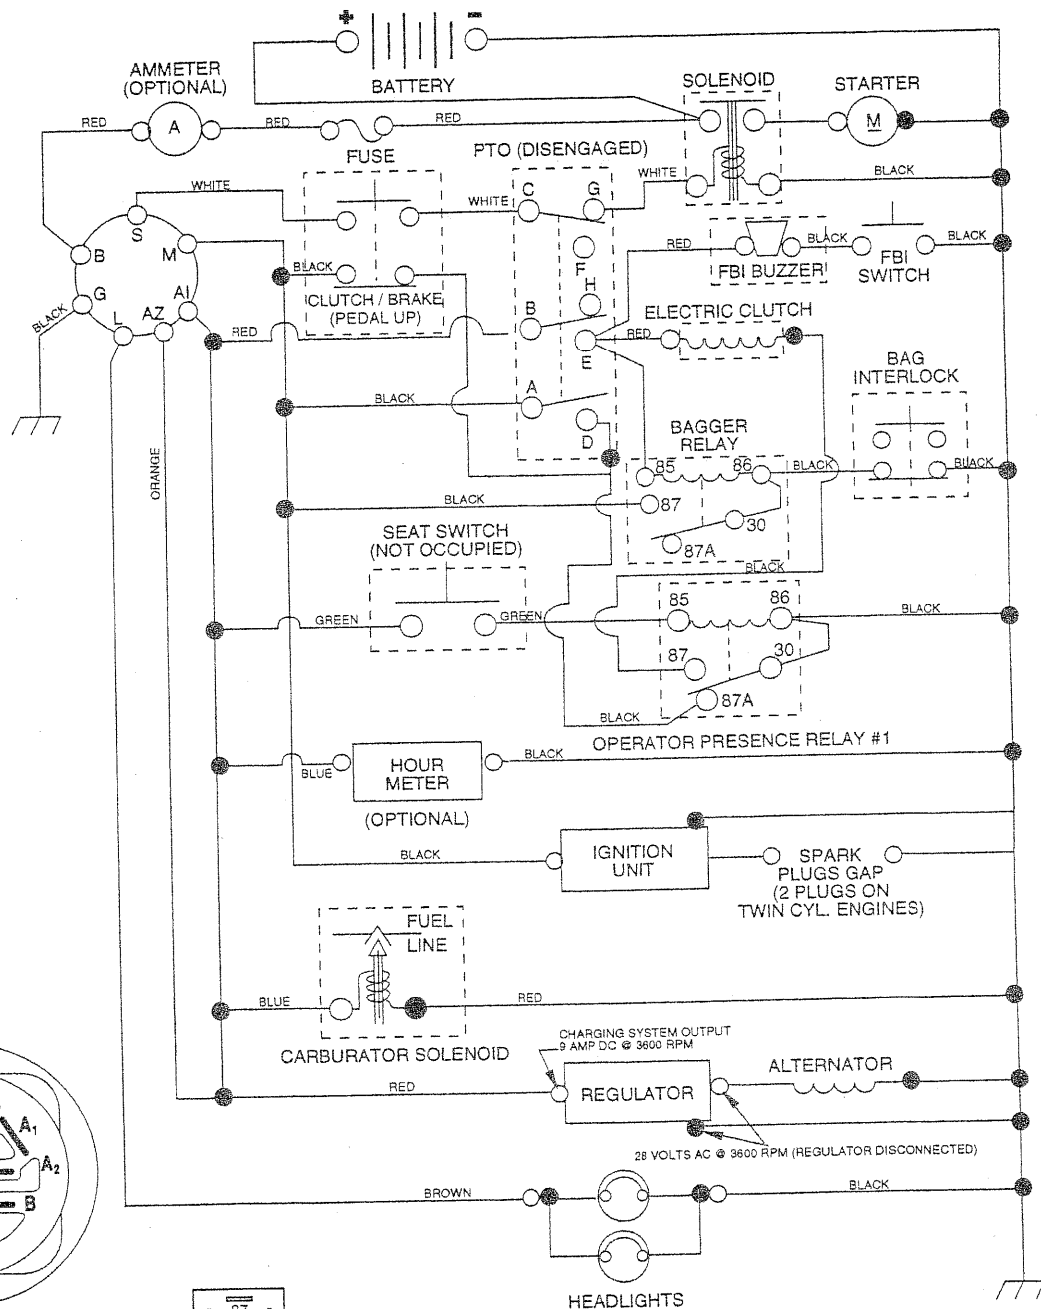 + -
BATTERY
AMMETER
(OPTIONAL)
A
RED
RED
FUSE
RED
SOLENOID
STARTER
M
BLACK
PTO (DISENGAGED)
WHITE
WHITE
WHITE
C G
F
H
B
E
A
D
S
M
B
G
AI
AZ
L
BLACK
CLUTCH / BRAKE
(PEDAL UP)
BLACK
RED
RED
FBI BUZZER
BLACK
FBI
SWITCH
BLACK
ELECTRIC CLUTCH
RED
BAG
INTERLOCK
BLACK
BAGGER
RELAY
85 86
BLACK
BLACK
87
30
87A
BLACK
BLACK
ORANGE
SEAT SWITCH
(NOT OCCUPIED)
GREEN
GREEN
85 86
BLACK
87 30
87A
BLACK
OPERATOR PRESENCE RELAY #1
BLUE
HOUR
METER
(OPTIONAL)
BLACK
BLACK
IGNITION
UNIT
SPARK
PLUGS GAP
(2 PLUGS ON
TWIN CYL. ENGINES)
FUEL
LINE
BLUE
RED
CARBURATOR SOLENOID
CHARGING SYSTEM OUTPUT
9 AMP DC @ 3600 RPM
RED
REGULATOR
ALTERNATOR
28 VOLTS AC @ 3600 RPM (REGULATOR DISCONNECTED)
A1
A2
B
BROWN
BLACK
HEADLIGHTS
87